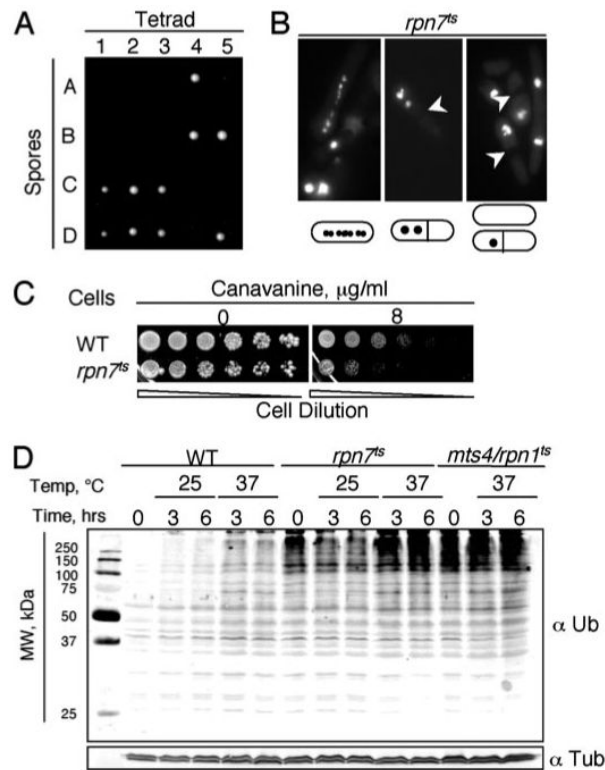 A
Tetrad
1 2 3 4 5
Spores
A
B
C
D
B
rpn7ts
C
Cells
Canavanine, μg/ml
0 8
WT
rpn7ts
Cell Dilution
D
WT rpn7ts mts4/rpn1ts
Temp, °C 25 37 25 37 37
Time, hrs 0 3 6 3 6 0 3 6 3 6 0 3 6
MW, kDa
250
150
100
75
50
37
25
α Ub
α Tub